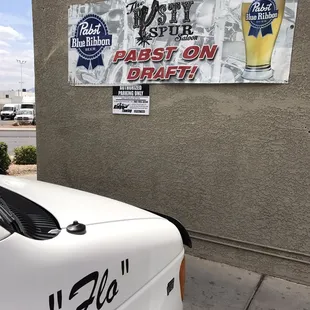 Pabst
Blue Ribbon
The
RUSTY
SPUR
Saloon
PABST ON
DRAFT!
Pabst
Blue Ribbon
AUTHORIZED
PARKING ONLY
"Flo"